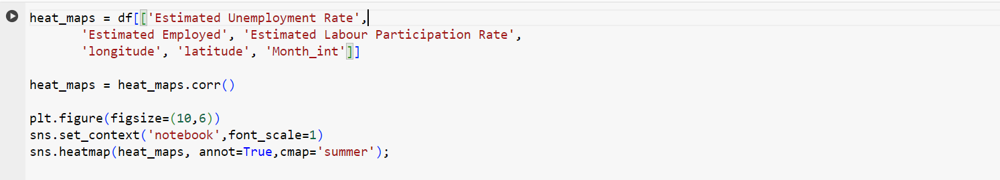 heat_maps = df[['Estimated Unemployment Rate',
'Estimated Employed', 'Estimated Labour Participation Rate',
'longitude', 'latitude', 'Month_int']]
heat_maps = heat_maps.corr()
plt.figure(figsize=(10,6))
sns.set_context('notebook',font_scale=1)
sns.heatmap(heat_maps, annot=True,cmap='summer');